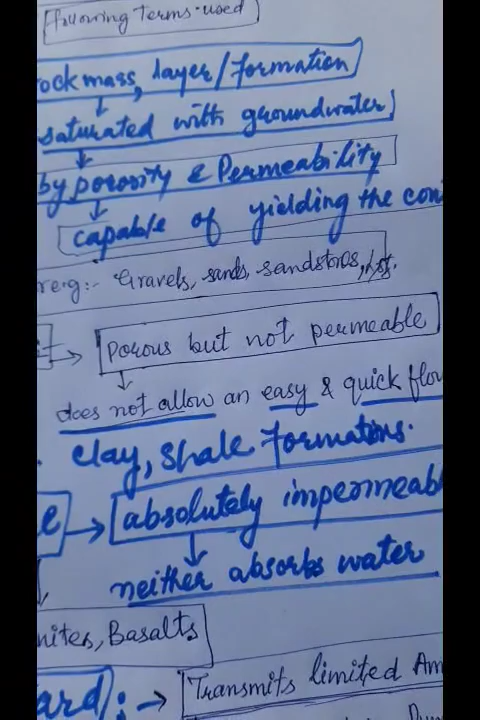 following terms used
ock mass, layer/formation
saturated with groundwater
by porosity & Permeability
capable of yielding the con
e.g:- Gravels, sands, sandstones,
Porous but not permeable
does not allow an easy & quick flow
clay, shale formations.
e → absolutely impermeab
neither absorbs water
nites, Basalts
ard: → Transmits limited Am